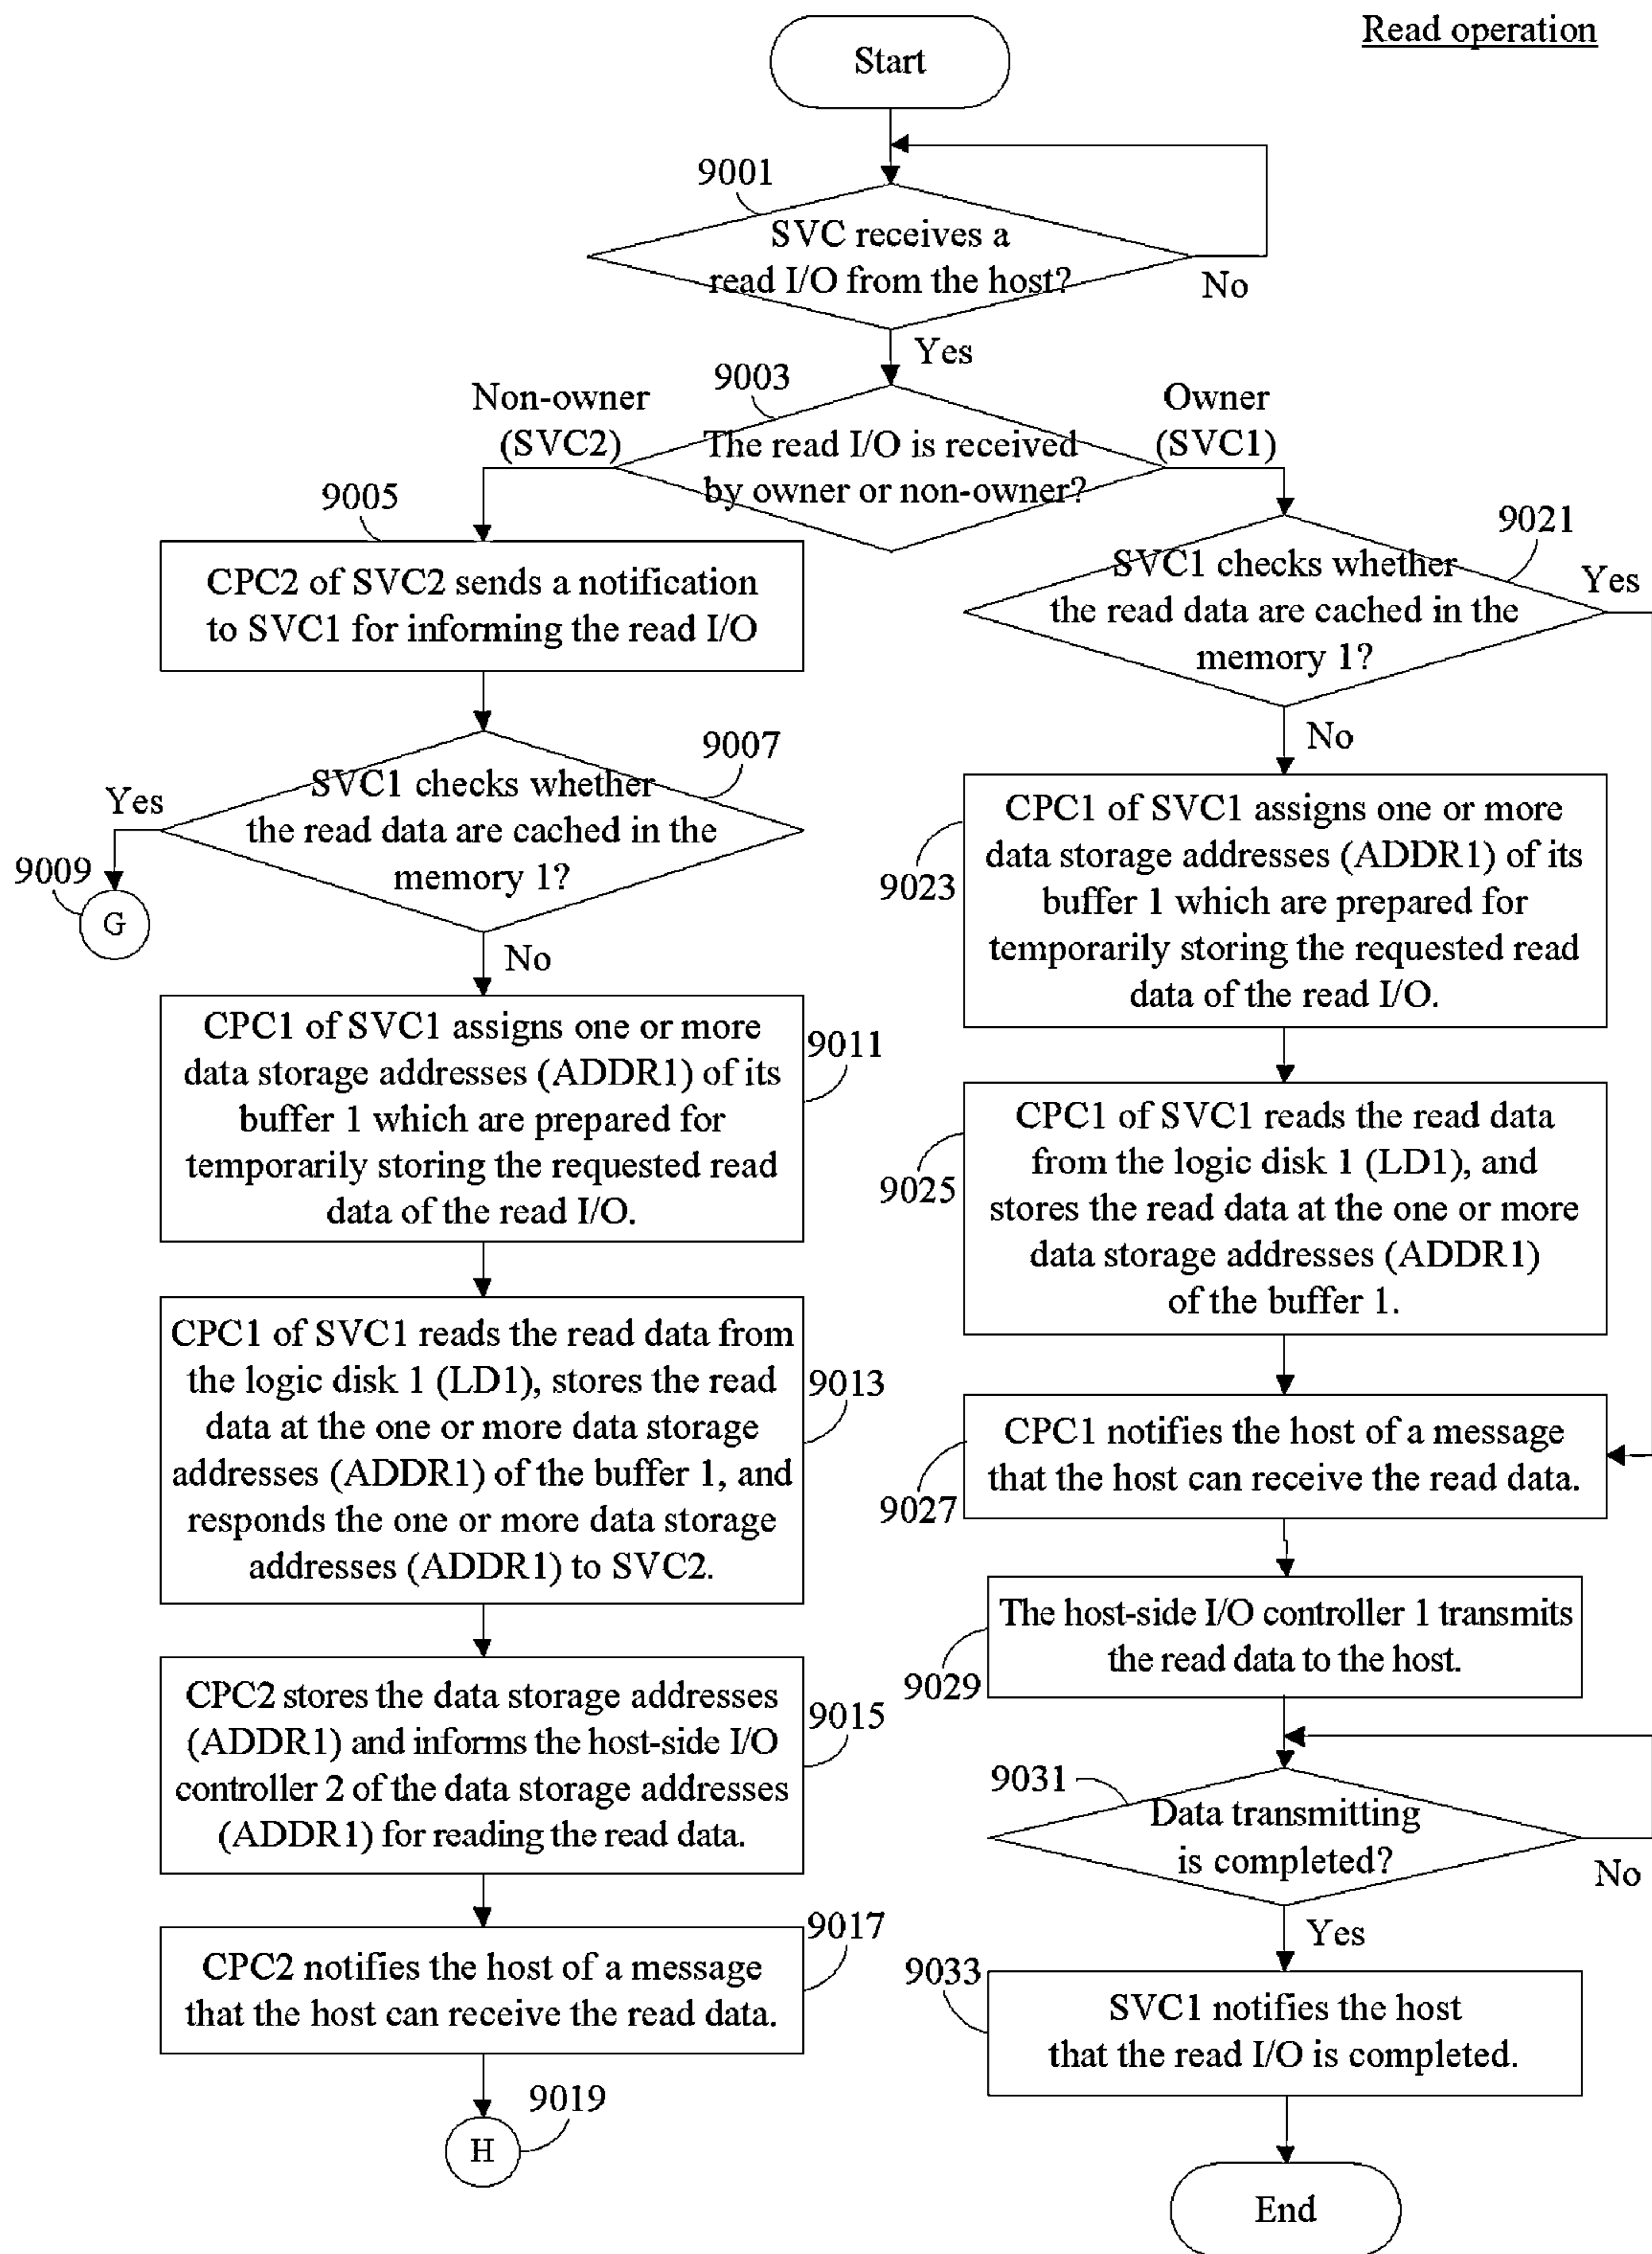 Read operation
Start
9001
SVC receives a
read I/O from the host?
No
Yes
9003
Non-owner
(SVC2)
Owner
(SVC1)
The read I/O is received
by owner or non-owner?
9005
CPC2 of SVC2 sends a notification
to SVC1 for informing the read I/O
9007
SVC1 checks whether
the read data are cached in the
memory 1?
Yes
9009
G
No
CPC1 of SVC1 assigns one or more
data storage addresses (ADDR1) of its
buffer 1 which are prepared for
temporarily storing the requested read
data of the read I/O.
9011
CPC1 of SVC1 reads the read data from
the logic disk 1 (LD1), stores the read
data at the one or more data storage
addresses (ADDR1) of the buffer 1, and
responds the one or more data storage
addresses (ADDR1) to SVC2.
9013
CPC2 stores the data storage addresses
(ADDR1) and informs the host-side I/O
controller 2 of the data storage addresses
(ADDR1) for reading the read data.
9015
CPC2 notifies the host of a message
that the host can receive the read data.
9017
9019
H
9021
SVC1 checks whether
the read data are cached in the
memory 1?
Yes
No
CPC1 of SVC1 assigns one or more
data storage addresses (ADDR1) of its
buffer 1 which are prepared for
temporarily storing the requested read
data of the read I/O.
9023
CPC1 of SVC1 reads the read data
from the logic disk 1 (LD1), and
stores the read data at the one or more
data storage addresses (ADDR1)
of the buffer 1.
9025
CPC1 notifies the host of a message
that the host can receive the read data.
9027
The host-side I/O controller 1 transmits
the read data to the host.
9029
9031
Data transmitting
is completed?
No
Yes
9033
SVC1 notifies the host
that the read I/O is completed.
End